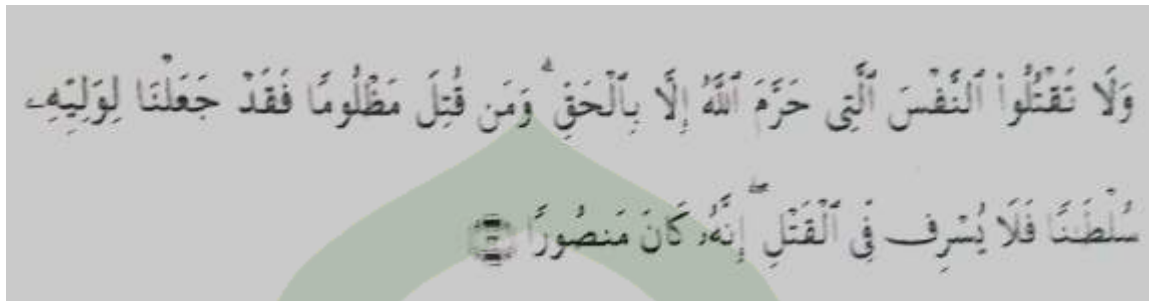 وَلَا تَقْتُلُوا۟ ٱلنَّفْسَ ٱلَّتِى حَرَّمَ ٱللَّهُ إِلَّا بِٱلْحَقِّ ۗ وَمَن قُتِلَ مَظْلُومًا فَقَدْ جَعَلْنَا لِوَلِيِّهِۦ
سُلْطَـٰنًا فَلَا يُسْرِف فِّى ٱلْقَتْلِ ۖ إِنَّهُۥ كَانَ مَنصُورًا